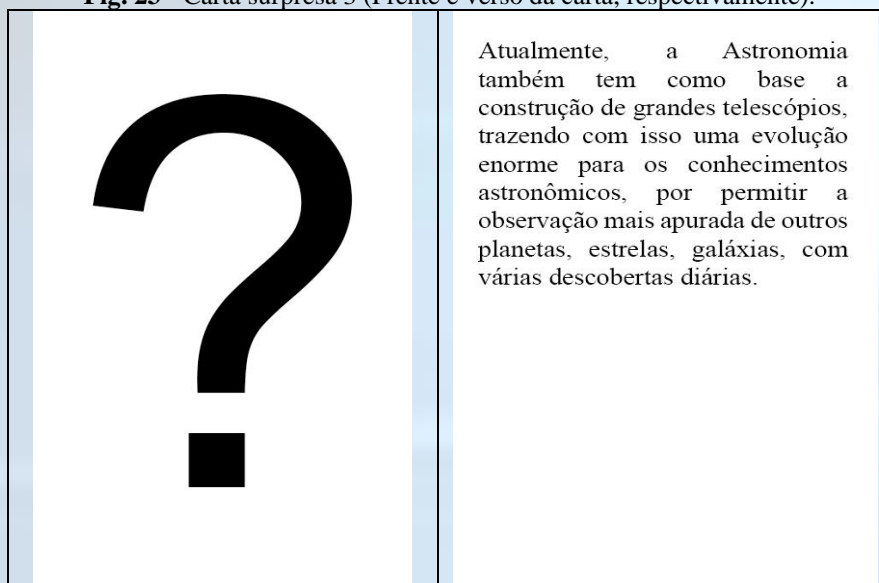 Fig. 25 - Carta surpresa 3 (Frente e verso da carta, respectivamente).
?
Atualmente, a Astronomia
também tem como base a
construção de grandes telescópios,
trazendo com isso uma evolução
enorme para os conhecimentos
astronômicos, por permitir a
observação mais apurada de outros
planetas, estrelas, galáxias, com
várias descobertas diárias.